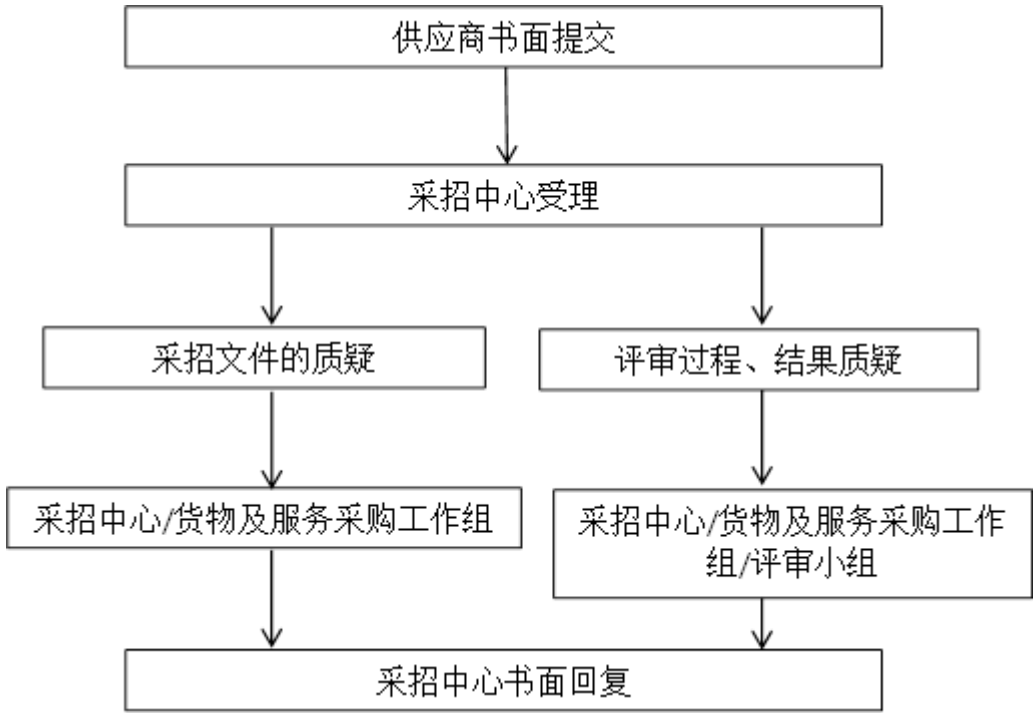 供应商书面提交
采招中心受理
采招文件的质疑
评审过程、结果质疑
采招中心/货物及服务采购工作组
采招中心/货物及服务采购工作
组/评审小组
采招中心书面回复